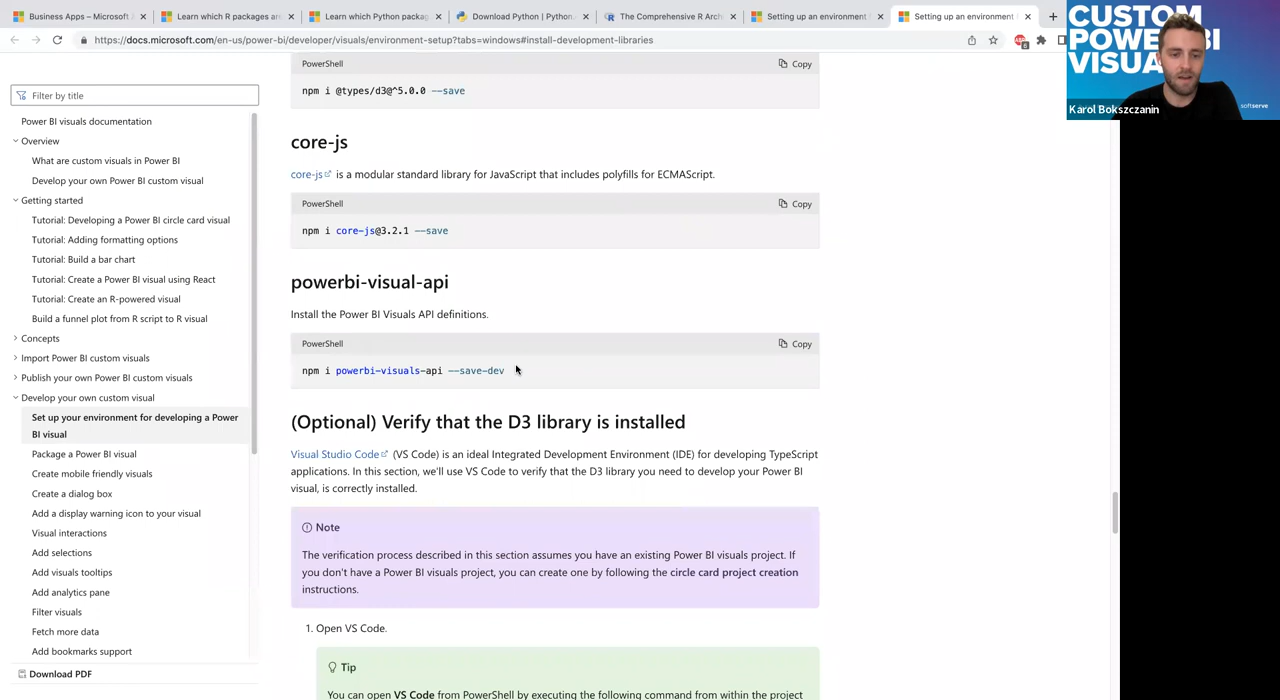 Business Apps – Microsoft
Learn which R packages are
Learn which Python packag
Download Python | Python.
The Comprehensive R Arch
Setting up an environment
Setting up an environment
https://docs.microsoft.com/en-us/power-bi/developer/visuals/environment-setup?tabs=windows#install-development-libraries
6
CUSTOM
POWE BI
VISUA
Karol Bokszczanin
softserve
Filter by title
Power BI visuals documentation
Overview
What are custom visuals in Power BI
Develop your own Power BI custom visual
Getting started
Tutorial: Developing a Power BI circle card visual
Tutorial: Adding formatting options
Tutorial: Build a bar chart
Tutorial: Create a Power BI visual using React
Tutorial: Create an R-powered visual
Build a funnel plot from R script to R visual
Concepts
Import Power BI custom visuals
Publish your own Power BI custom visuals
Develop your own custom visual
Set up your environment for developing a Power
BI visual
Package a Power BI visual
Create mobile friendly visuals
Create a dialog box
Add a display warning icon to your visual
Visual interactions
Add selections
Add visuals tooltips
Add analytics pane
Filter visuals
Fetch more data
Add bookmarks support
Download PDF
PowerShell Copy
npm i @types/d3@^5.0.0 --save
core-js
core-js is a modular standard library for JavaScript that includes polyfills for ECMAScript.
PowerShell Copy
npm i core-js@3.2.1 --save
powerbi-visual-api
Install the Power BI Visuals API definitions.
PowerShell Copy
npm i powerbi-visuals-api --save-dev
(Optional) Verify that the D3 library is installed
Visual Studio Code (VS Code) is an ideal Integrated Development Environment (IDE) for developing TypeScript
applications. In this section, we'll use VS Code to verify that the D3 library you need to develop your Power BI
visual, is correctly installed.
Note
The verification process described in this section assumes you have an existing Power BI visuals project. If
you don't have a Power BI visuals project, you can create one by following the circle card project creation
instructions.
1. Open VS Code.
Tip
You can open VS Code from PowerShell by executing the following command from within the project